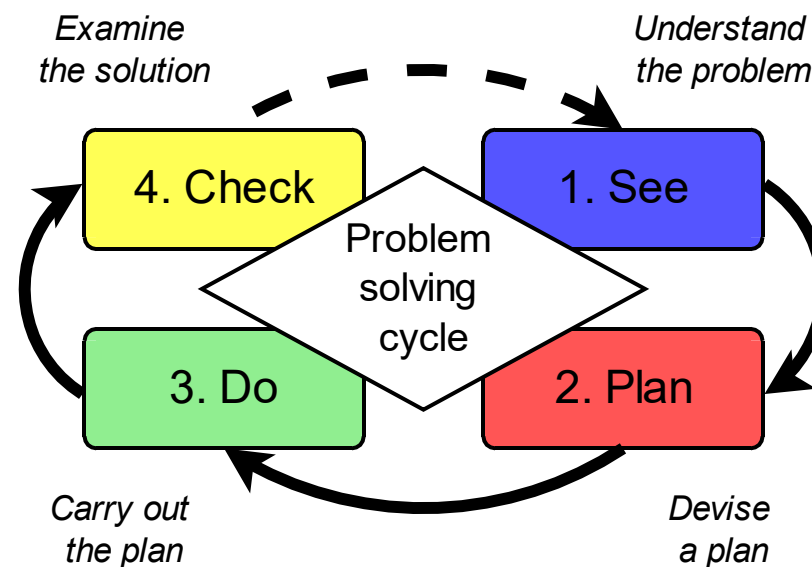 Examine
the solution
Understand
the problem
4. Check
1. See
Problem
solving
cycle
3. Do
2. Plan
Carry out
the plan
Devise
a plan